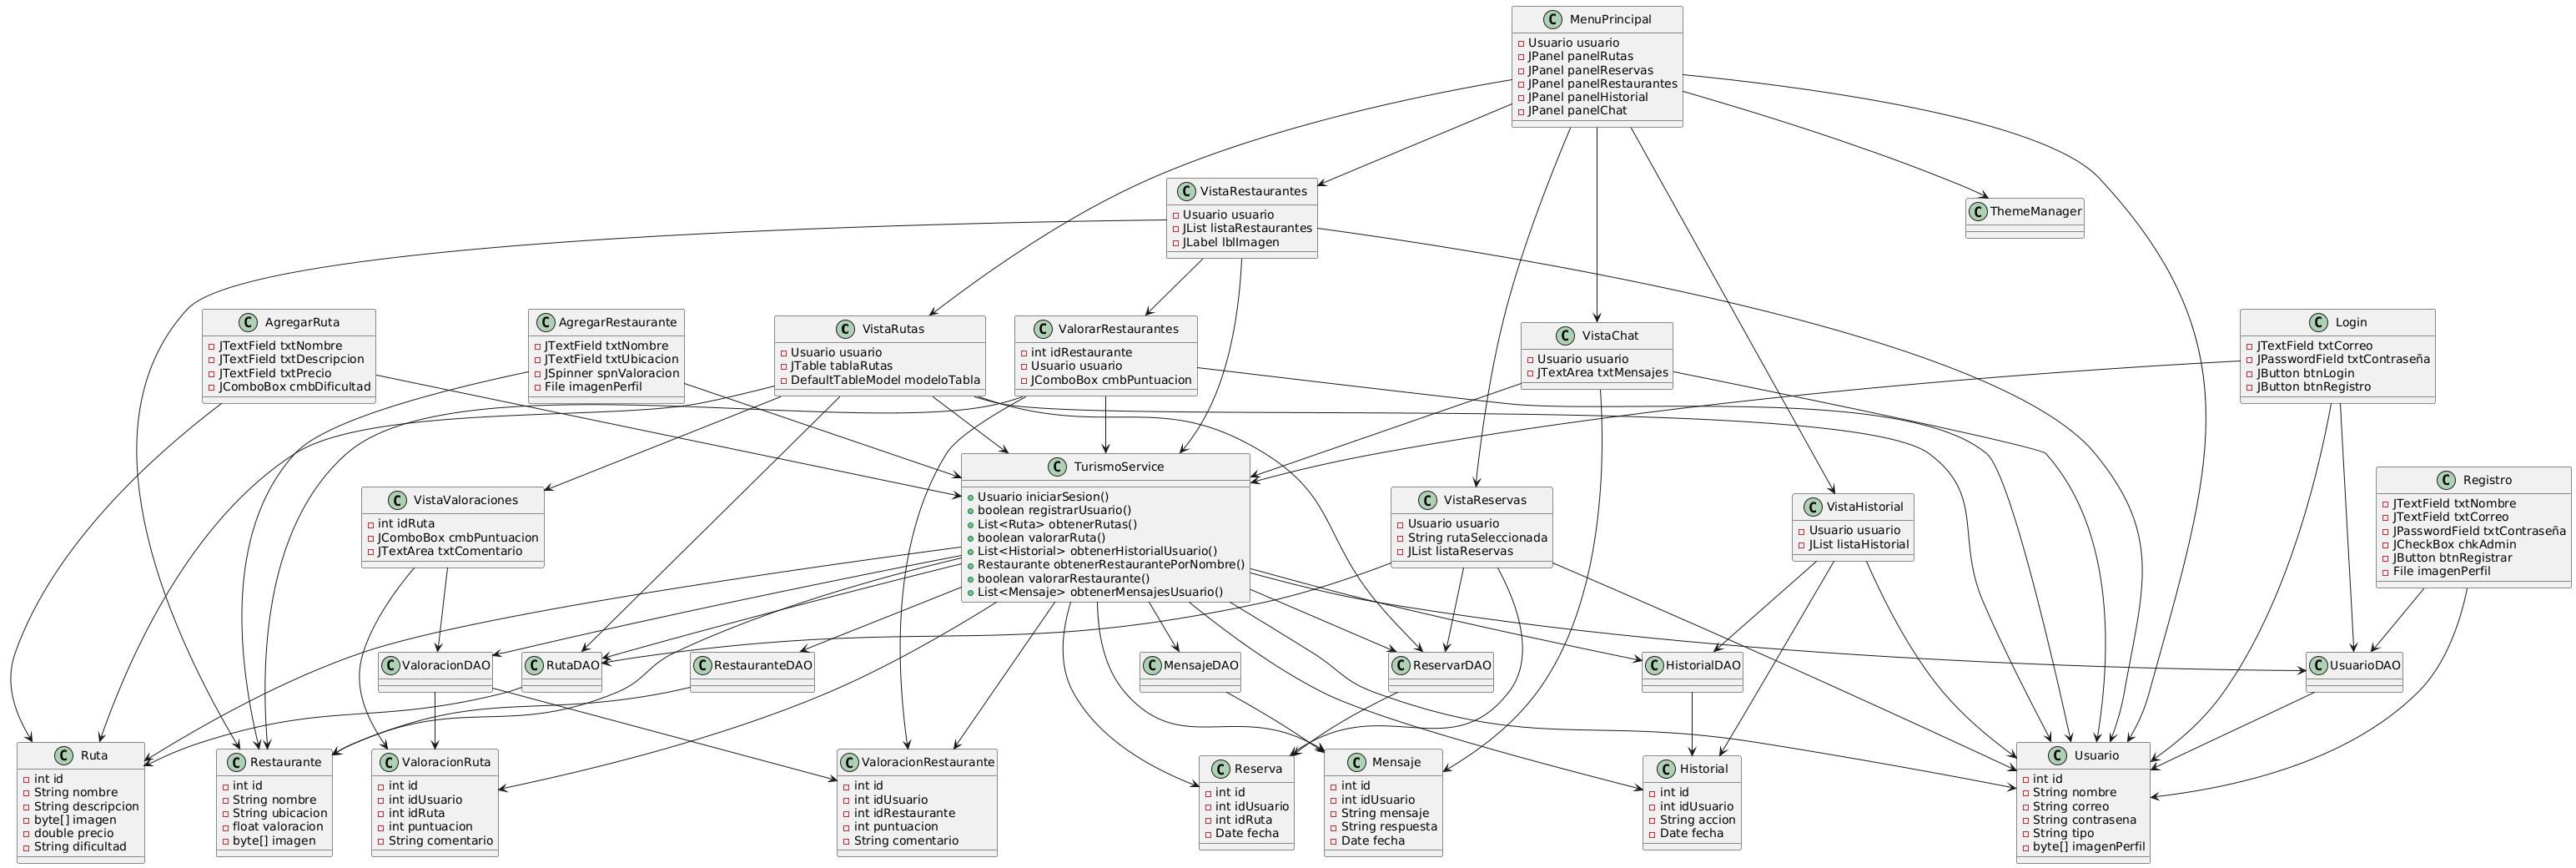 C MenuPrincipal
Usuario usuario
JPanel panelRutas
JPanel panelReservas
JPanel panelRestaurantes
JPanel panelHistorial
JPanel panelChat
C VistaRestaurantes
Usuario usuario
JList listaRestaurantes
JLabel lblImagen
C ThemeManager
C AgregarRuta
JTextField txtNombre
JTextField txtDescripcion
JTextField txtPrecio
JComboBox cmbDificultad
C AgregarRestaurante
JTextField txtNombre
JTextField txtUbicacion
JSpinner spnValoracion
File imagenPerfil
C VistaRutas
Usuario usuario
JTable tablaRutas
DefaultTableModel modeloTabla
C ValorarRestaurantes
int idRestaurante
Usuario usuario
JComboBox cmbPuntuacion
C VistaChat
Usuario usuario
JTextArea txtMensajes
C Login
JTextField txtCorreo
JPasswordField txtContraseña
JButton btnLogin
JButton btnRegistro
C VistaValoraciones
int idRuta
JComboBox cmbPuntuacion
JTextArea txtComentario
C TurismoService
Usuario iniciarSesion()
boolean registrarUsuario()
List<Ruta> obtenerRutas()
boolean valorarRuta()
List<Historial> obtenerHistorialUsuario()
Restaurante obtenerRestaurantePorNombre()
boolean valorarRestaurante()
List<Mensaje> obtenerMensajesUsuario()
C VistaReservas
Usuario usuario
String rutaSeleccionada
JList listaReservas
C VistaHistorial
Usuario usuario
JList listaHistorial
C Registro
JTextField txtNombre
JTextField txtCorreo
JPasswordField txtContraseña
JCheckBox chkAdmin
JButton btnRegistrar
File imagenPerfil
C ValoracionDAO
C RutaDAO
C RestauranteDAO
C MensajeDAO
C ReservarDAO
C HistorialDAO
C UsuarioDAO
C Ruta
int id
String nombre
String descripcion
byte[] imagen
double precio
String dificultad
C Restaurante
int id
String nombre
String ubicacion
float valoracion
byte[] imagen
C ValoracionRuta
int id
int idUsuario
int idRuta
int puntuacion
String comentario
C ValoracionRestaurante
int id
int idUsuario
int idRestaurante
int puntuacion
String comentario
C Reserva
int id
int idUsuario
int idRuta
Date fecha
C Mensaje
int id
int idUsuario
String mensaje
String respuesta
Date fecha
C Historial
int id
int idUsuario
String accion
Date fecha
C Usuario
int id
String nombre
String correo
String contrasena
String tipo
byte[] imagenPerfil